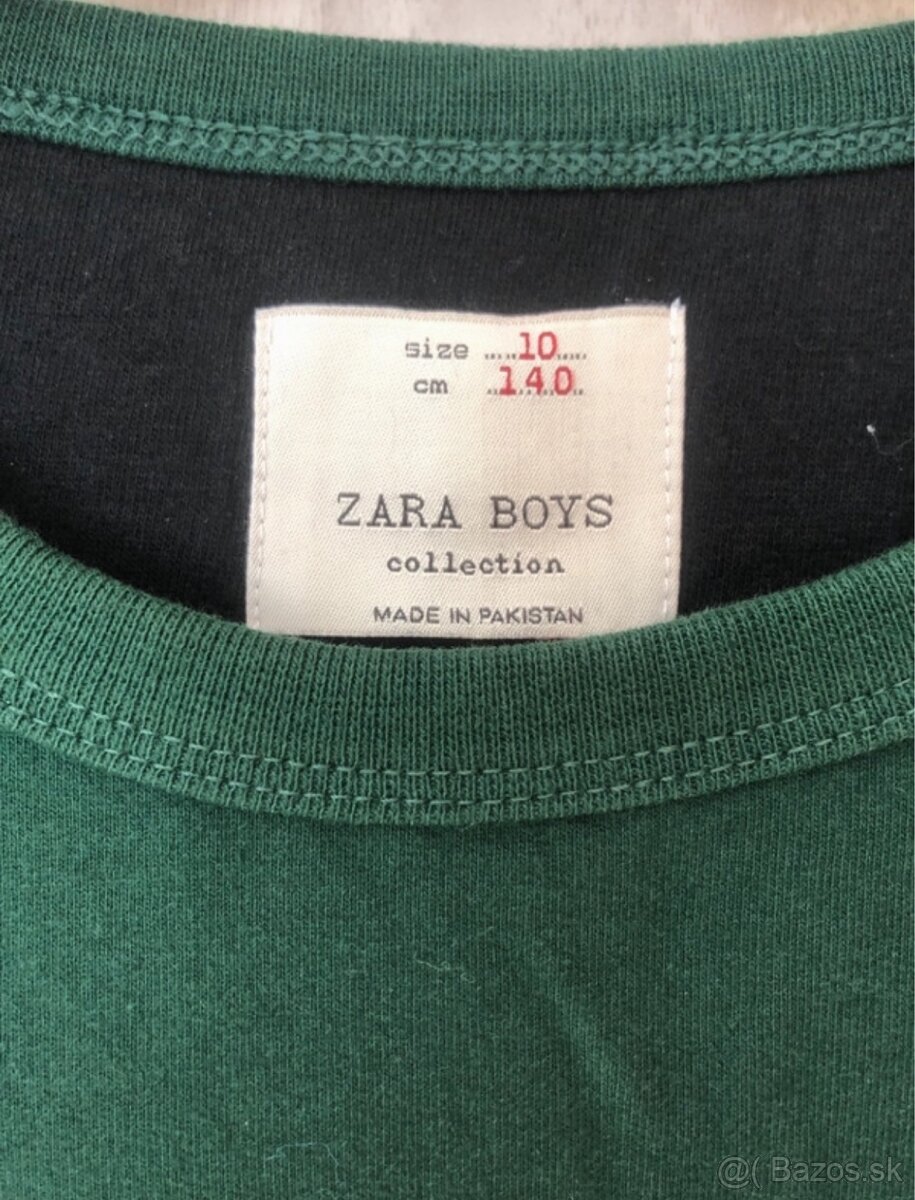 size 10
cm 140
ZARA BOYS
collection
MADE IN PAKISTAN
@( Bazos.sk